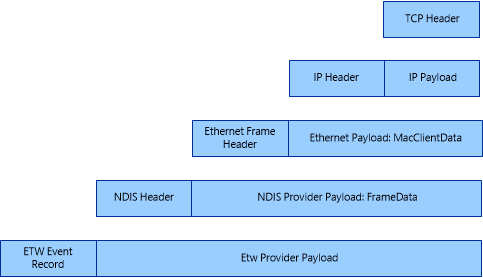 TCP Header
IP Header
IP Payload
Ethernet Frame
Header
Ethernet Payload: MacClientData
NDIS Header
NDIS Provider Payload: FrameData
ETW Event
Record
Etw Provider Payload